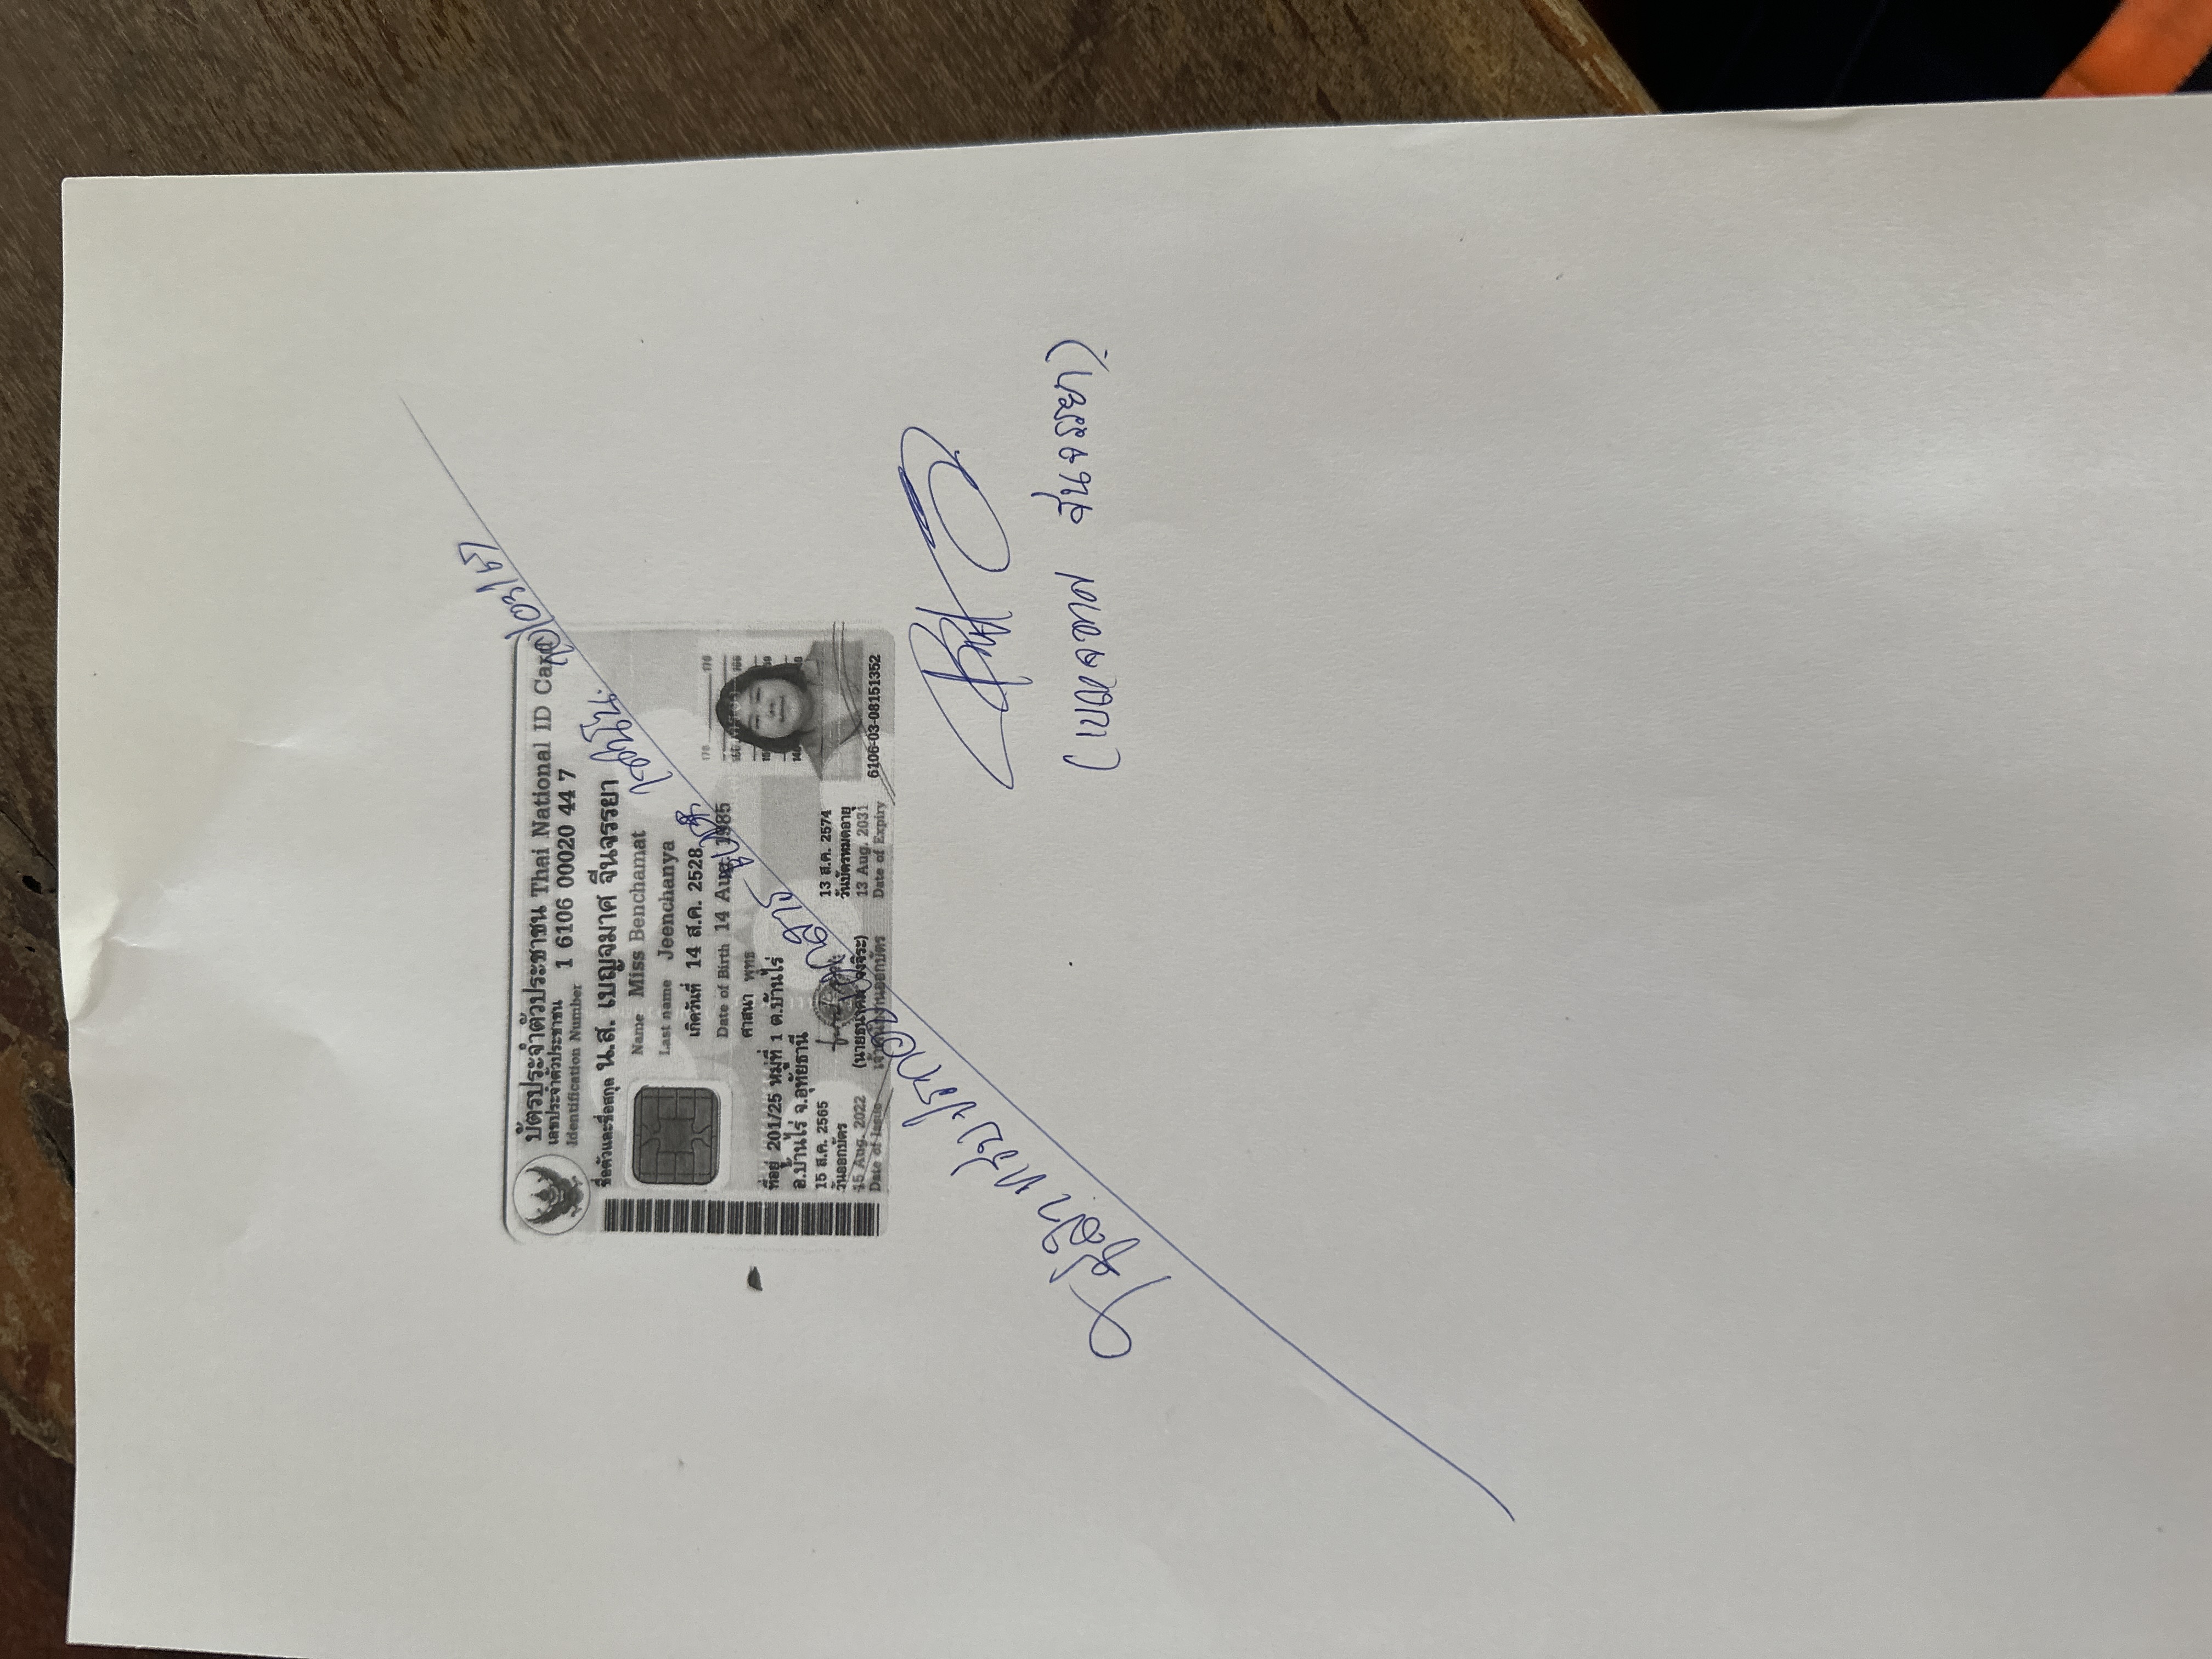 บัตรประจำตัวประชาชน Thai National ID Card
เลขประจำตัวประชาชน
Identification Number 1 6106 00020 44 7
ชื่อตัวและชื่อสกุล น.ส. เบญจมาศ จีนจรรยา
Name Miss Benchamat
Last name Jeenchanya
เกิดวันที่ 14 ส.ค. 2528
Date of Birth 14 Aug. 1985
ศาสนา พุทธ
ที่อยู่ 201/25 หมู่ที่ 1 ต.บ้านไร่
อ.บ้านไร่ จ.อุทัยธานี
15 ส.ค. 2565
วันออกบัตร
15 Aug. 2022
Date of Issue
(นายธนาคม จงจิระ)
เจ้าพนักงานออกบัตร
13 ส.ค. 2574
วันบัตรหมดอายุ
13 Aug. 2031
Date of Expiry
170 170
160 160
6106-03-08151352
ใช้สำหรับประกอบเอกสาร เท่านั้น /03/67
(เบญจมาศ จีนจรรยา)